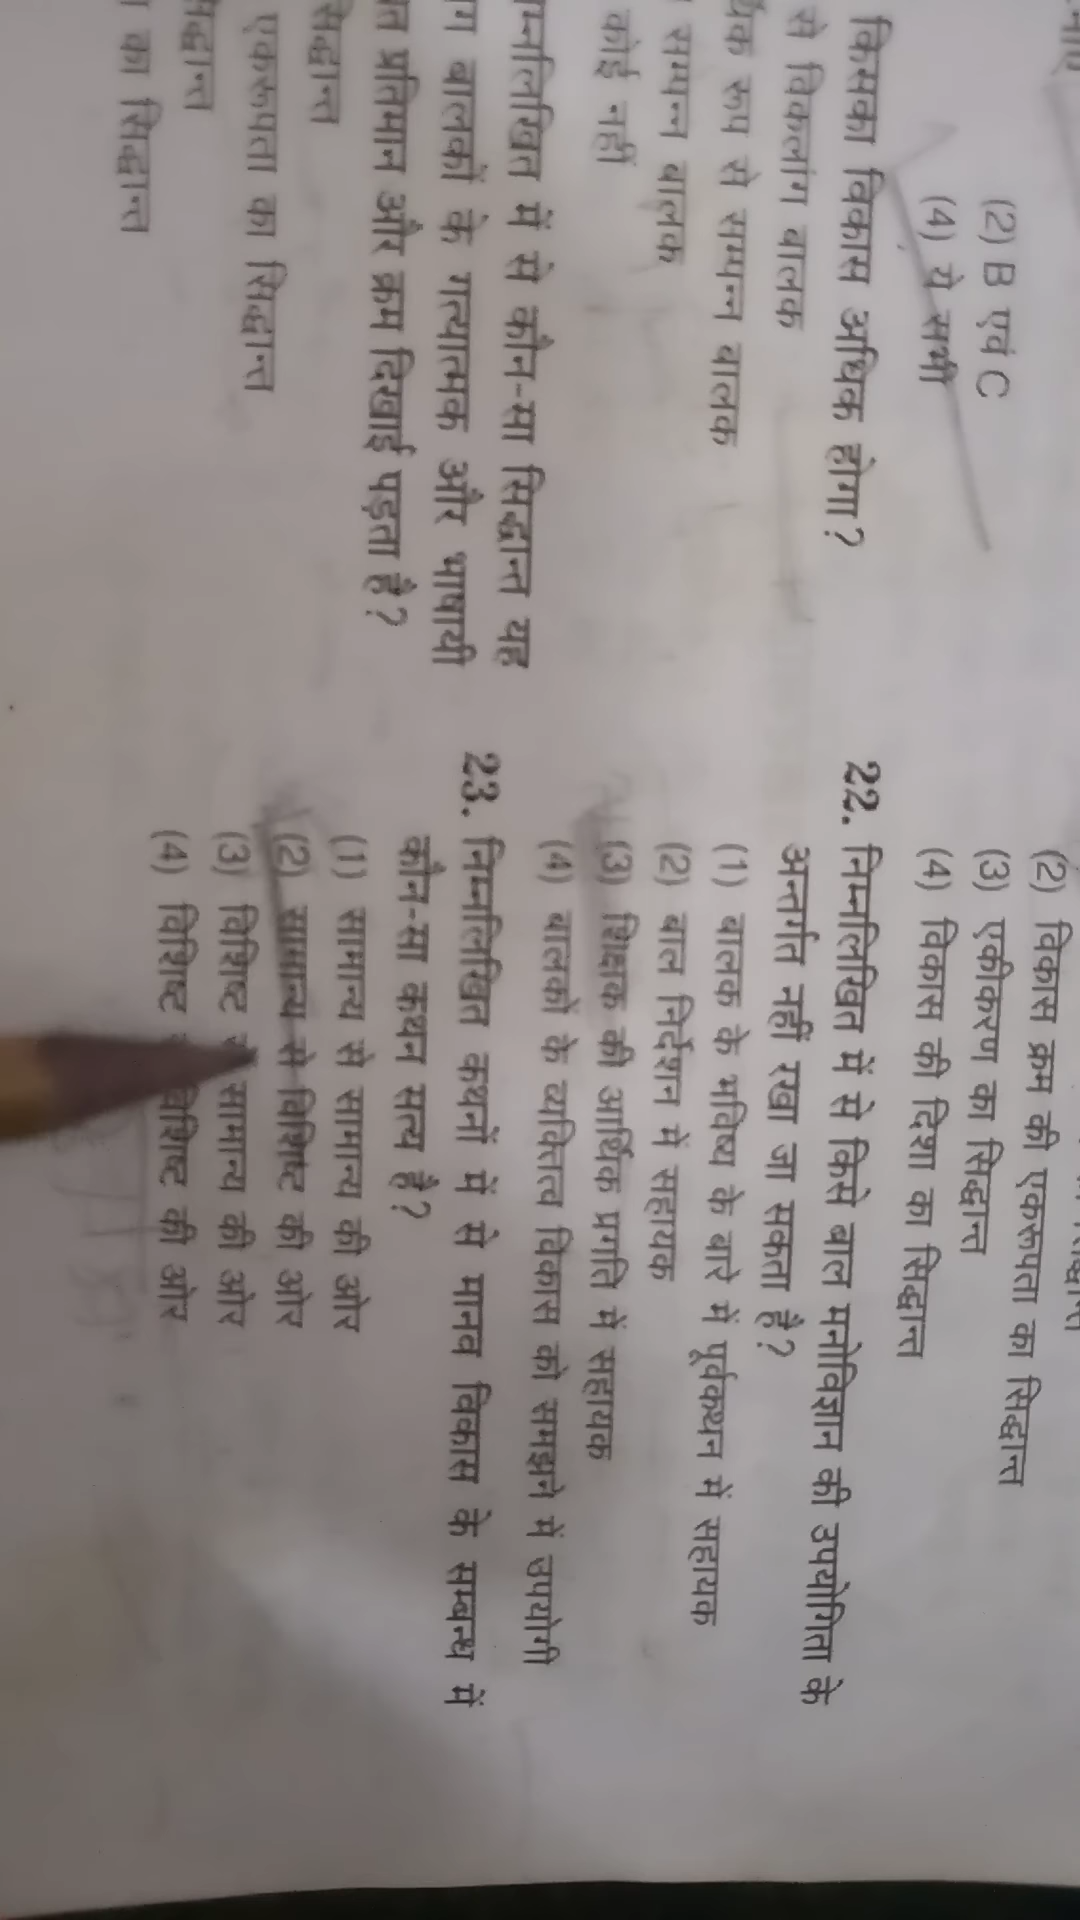 (2) B एवं C
(4) ये सभी
किसका विकास अधिक होगा?
से विकलांग बालक
रूप से सम्पन्न बालक
सम्पन्न बालक
कोई नहीं
में से कौन-सा सिद्धान्त यह
बालकों के गत्यात्मक और भाषायी
प्रतिमान और क्रम दिखाई पड़ता है?
सिद्धान्त
एकरूपता का सिद्धान्त
सिद्धान्त
का सिद्धान्त
(2) विकास क्रम की एकरूपता का सिद्धान्त
(3) एकीकरण का सिद्धान्त
(4) विकास की दिशा का सिद्धान्त
22. निम्नलिखित में से किसे बाल मनोविज्ञान की उपयोगिता के
अन्तर्गत नहीं रखा जा सकता है?
(1) बालक के भविष्य के बारे में पूर्वकथन में सहायक
(2) बाल निर्देशन में सहायक
(3) शिक्षक की आर्थिक प्रगति में सहायक
(4) बालकों के व्यक्तित्व विकास को समझने में उपयोगी
23. निम्नलिखित कथनों में से मानव विकास के सम्बन्ध में
कौन-सा कथन सत्य है?
(1) सामान्य से सामान्य की ओर
(2) सामान्य से विशिष्ट की ओर
(3) विशिष्ट सामान्य की ओर
(4) विशिष्ट विशिष्ट की ओर